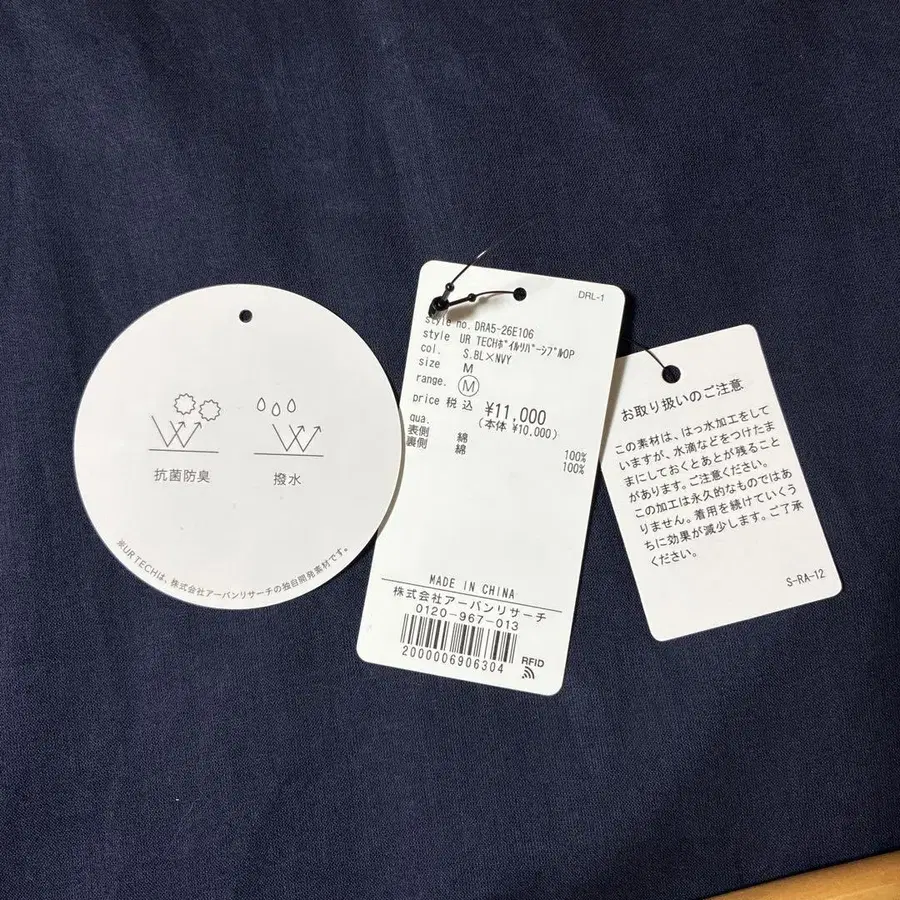 抗菌防臭
撥水
※UR TECHは、株式会社アーバンリサーチの独自開発素材です。
DRL-1
style no. DRA5-26E106
style UR TECHﾎﾞｲﾙﾘﾊﾞｰｼﾌﾞﾙOP
col. S.BL×NVY
size M
range. Ⓜ
price 税込 ¥11,000
(本体 ¥10,000)
qua.
表側 綿 100%
裏側 綿 100%
MADE IN CHINA
株式会社アーバンリサーチ
0120-967-013
2000006906304
RFID
お取り扱いのご注意
この素材は、はっ水加工をして
いますが、水滴などをつけたま
まにしておくとあとが残ること
があります。ご注意ください。
この加工は永久的なものではあ
りません。着用を続けていくう
ちに効果が減少します。ご了承
ください。
S-RA-12